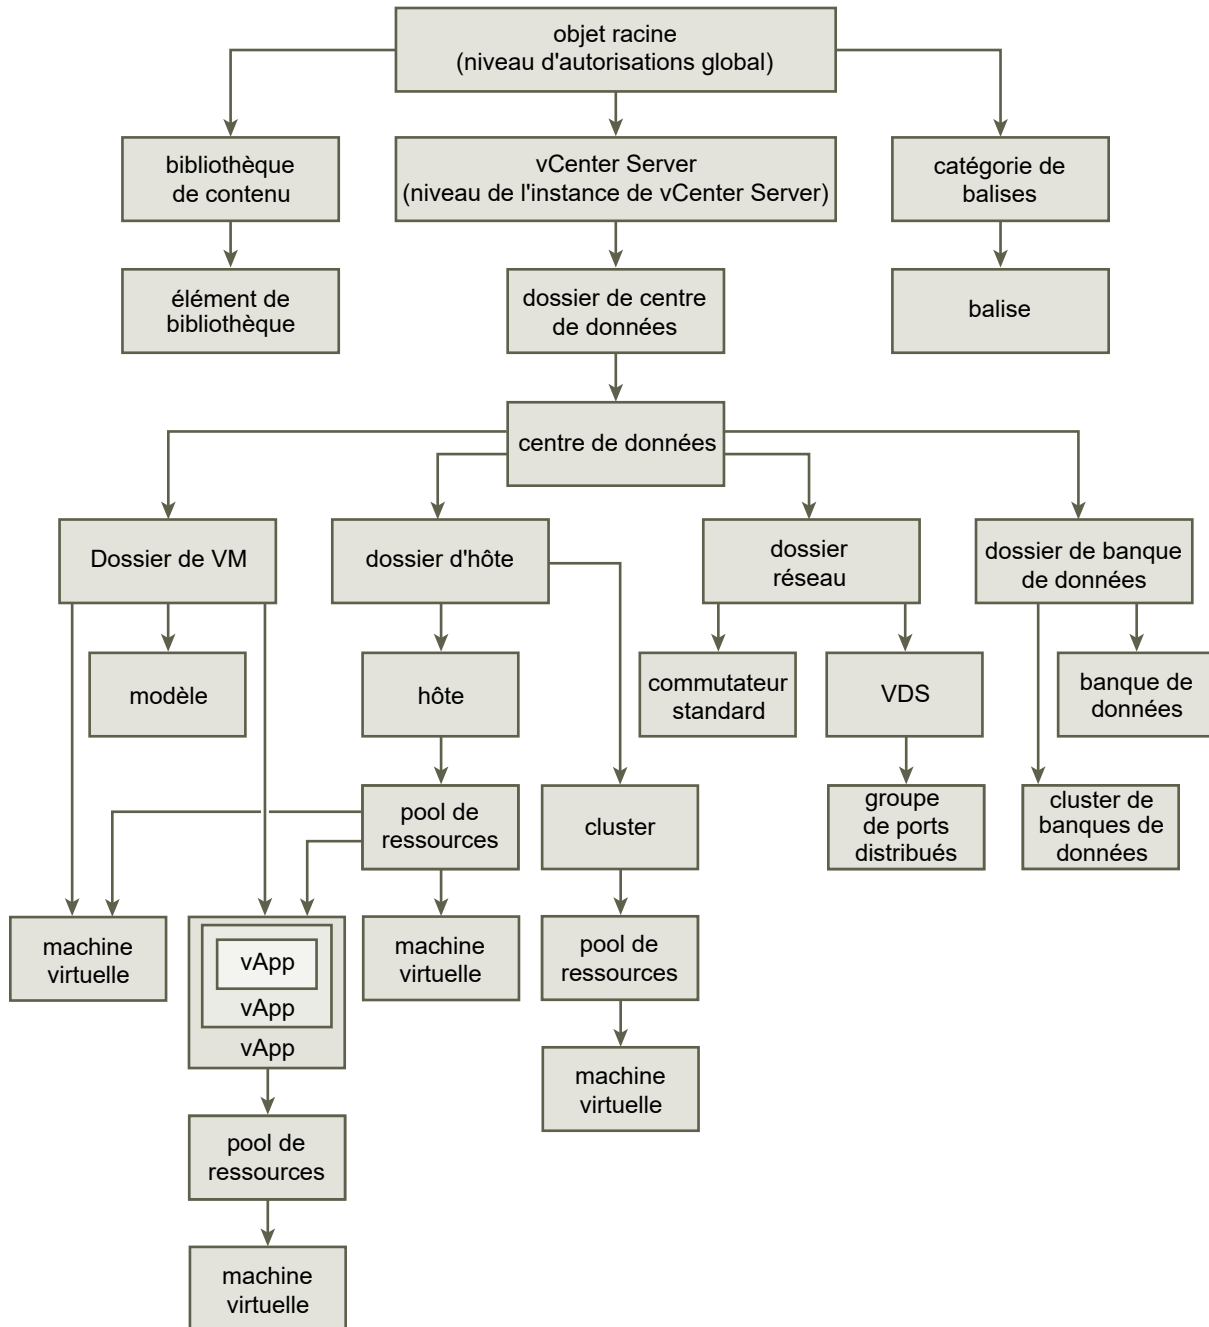 objet racine
(niveau d'autorisations global)
bibliothèque
de contenu
vCenter Server
(niveau de l'instance de vCenter Server)
catégorie de
balises
élément de
bibliothèque
dossier de centre
de données
balise
centre de données
Dossier de VM
dossier d'hôte
dossier
réseau
dossier de banque
de données
modèle
hôte
commutateur
standard
VDS
banque de
données
pool de
ressources
cluster
groupe
de ports
distribués
cluster de
banques de
données
machine
virtuelle
vApp
vApp
vApp
machine
virtuelle
pool de
ressources
machine
virtuelle
pool de
ressources
machine
virtuelle